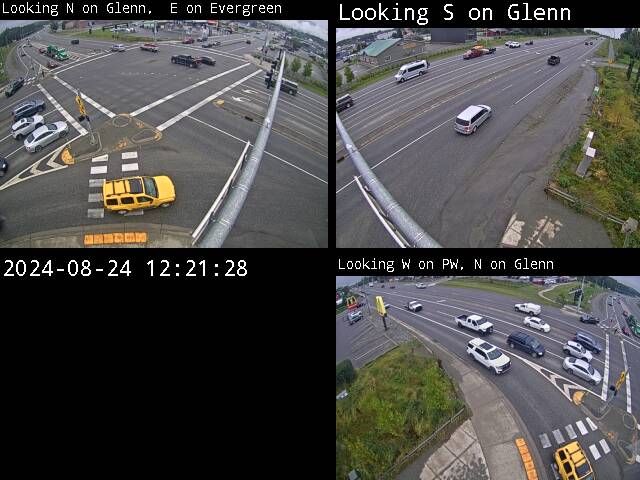 Looking N on Glenn, E on Evergreen
Looking S on Glenn
2024-08-24 12:21:28
Looking W on PW, N on Glenn